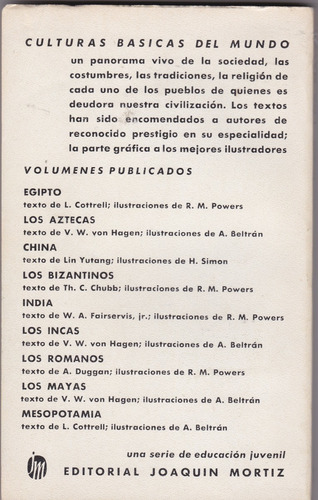 CULTURAS BASICAS DEL MUNDO
un panorama vivo de la sociedad, las
costumbres, las tradiciones, la religión de
cada uno de los pueblos de quienes es
deudora nuestra civilización. Los textos
han sido encomendados a autores de
reconocido prestigio en su especialidad;
la parte gráfica a los mejores ilustradores
VOLUMENES PUBLICADOS
EGIPTO
texto de L. Cottrell; ilustraciones de R. M. Powers
LOS AZTECAS
texto de V. W. von Hagen; ilustraciones de A. Beltrán
CHINA
texto de Lin Yutang; ilustraciones de H. Simon
LOS BIZANTINOS
texto de Th. C. Chubb; ilustraciones de R. M. Powers
INDIA
texto de W. A. Fairservis, jr.; ilustraciones de R. M. Powers
LOS INCAS
texto de V. W. von Hagen; ilustraciones de A. Beltrán
LOS ROMANOS
texto de A. Duggan; ilustraciones de R. M. Powers
LOS MAYAS
texto de V. W. von Hagen; ilustraciones de A. Beltrán
MESOPOTAMIA
texto de L. Cottrell; ilustraciones de A. Beltrán
una serie de educación juvenil
jm EDITORIAL JOAQUIN MORTIZ